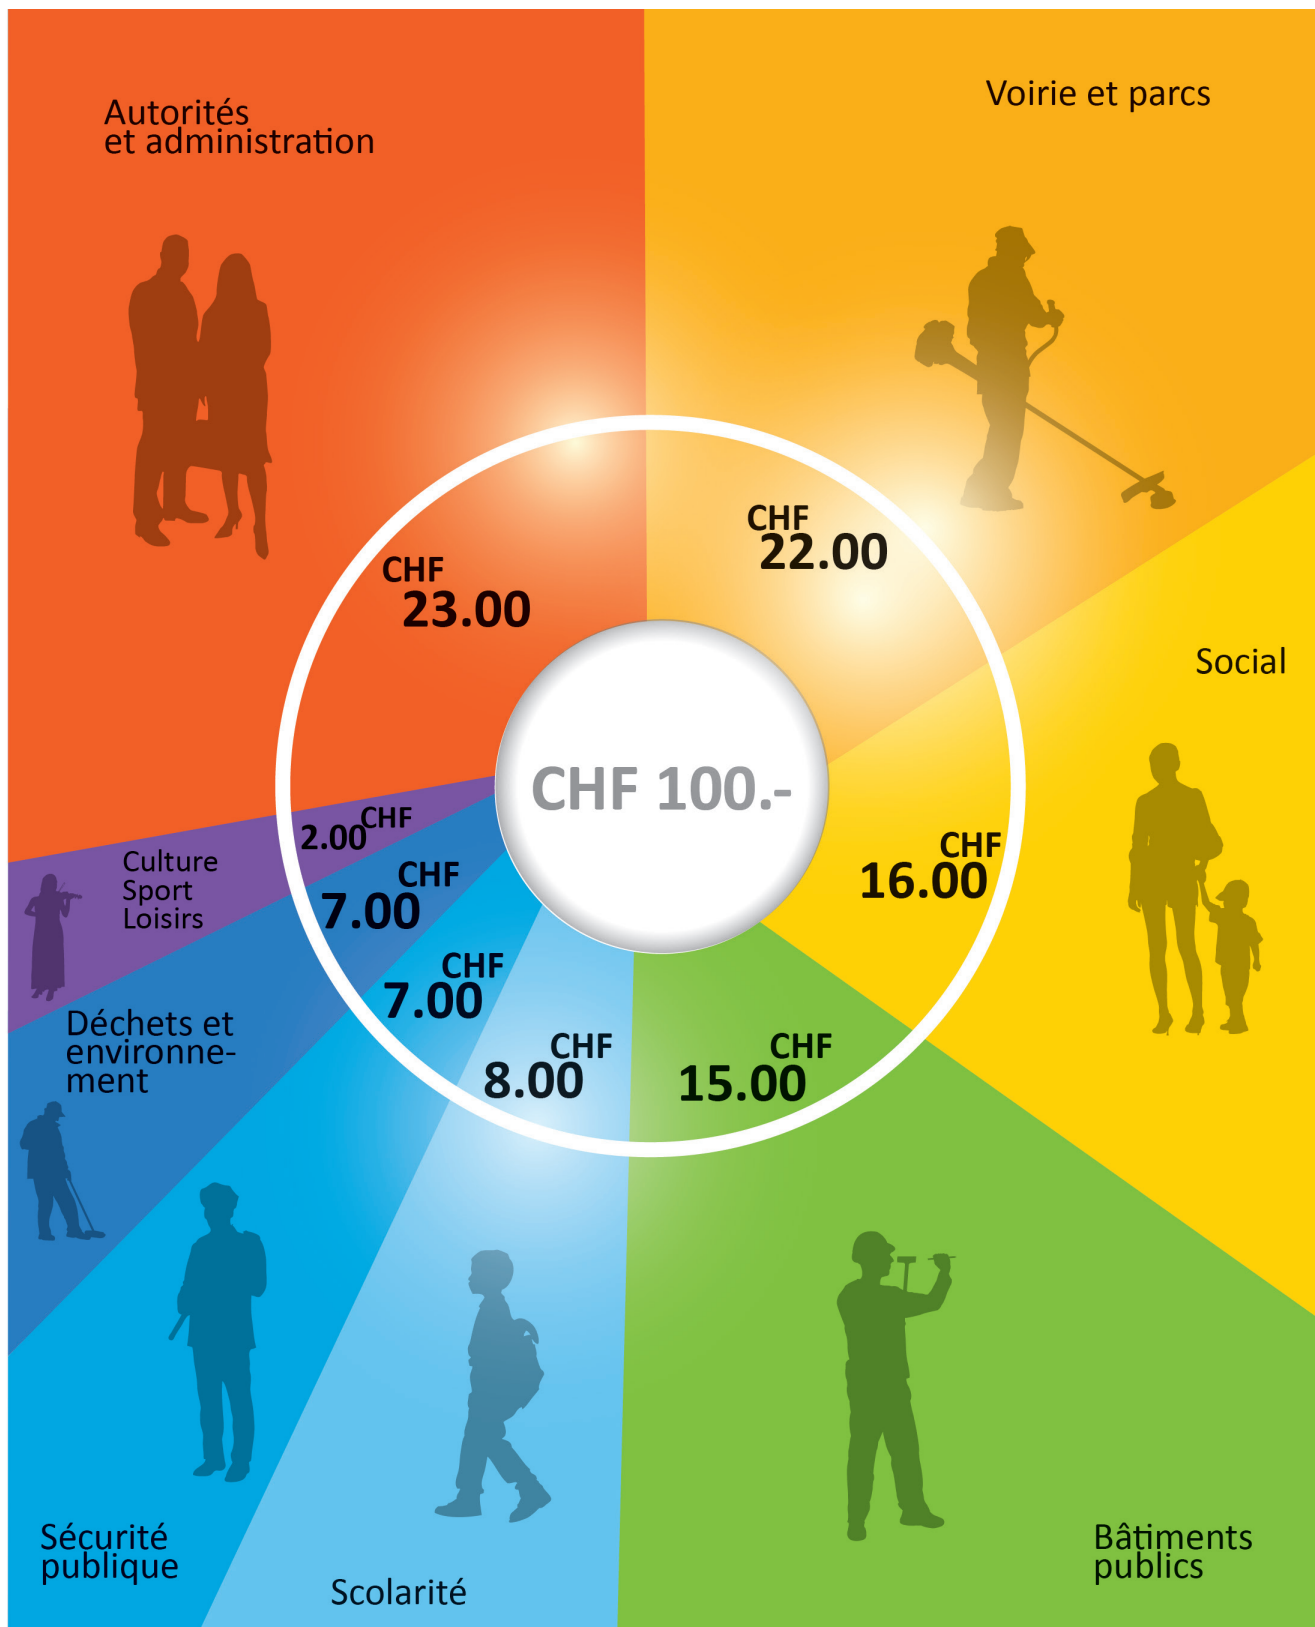 Autorités
et administration
Voirie et parcs
CHF
22.00
CHF
23.00
Social
CHF 100.-
CHF
2.00
CHF
16.00
Culture
Sport
Loisirs
CHF
7.00
CHF
7.00
Déchets et
environne-
ment
CHF
8.00
CHF
15.00
Sécurité
publique
Scolarité
Bâtiments
publics